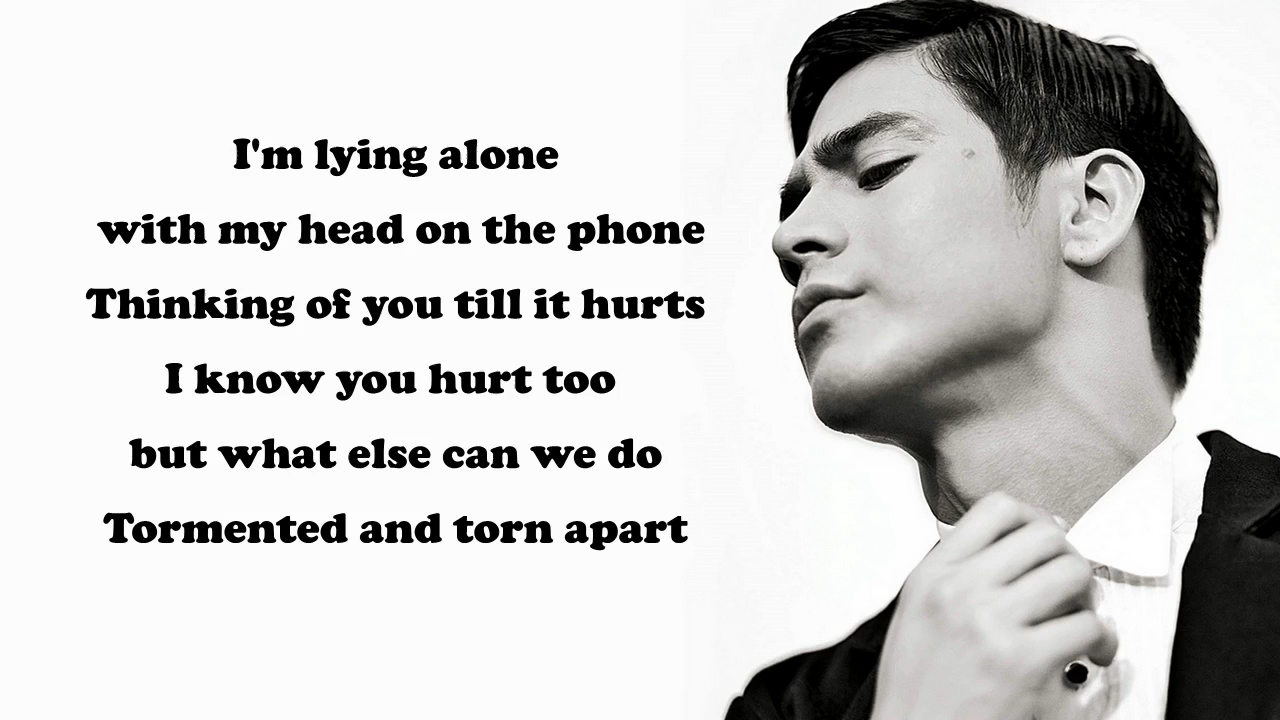 I'm lying alone
with my head on the phone
Thinking of you till it hurts
I know you hurt too
but what else can we do
Tormented and torn apart